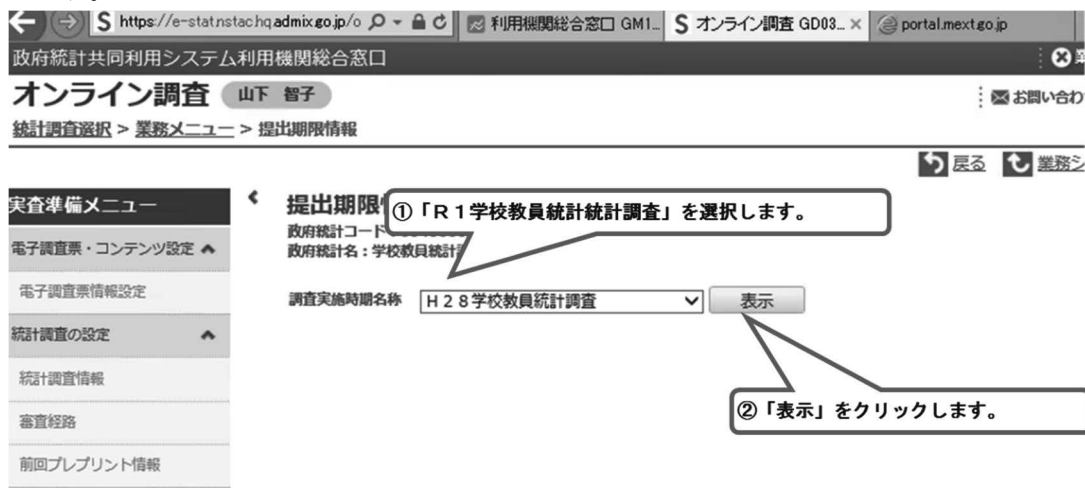 https://e-stat.nstac.hq.admix.go.jp/o
利用機関総合窓口 GM1...
オンライン調査 GD03...
portal.mext.go.jp
政府統計共同利用システム利用機関総合窓口
オンライン調査 山下 智子
お問い合わ
統計調査選択 > 業務メニュー > 提出期限情報
戻る 業務シ
実査準備メニュー
提出期限
①「R1学校教員統計統計調査」を選択します。
政府統計コード
電子調査票・コンテンツ設定
政府統計名:学校教員統計
電子調査票情報設定
調査実施時期名称 H28学校教員統計調査 表示
統計調査の設定
統計調査情報
②「表示」をクリックします。
審査経路
前回プレプリント情報